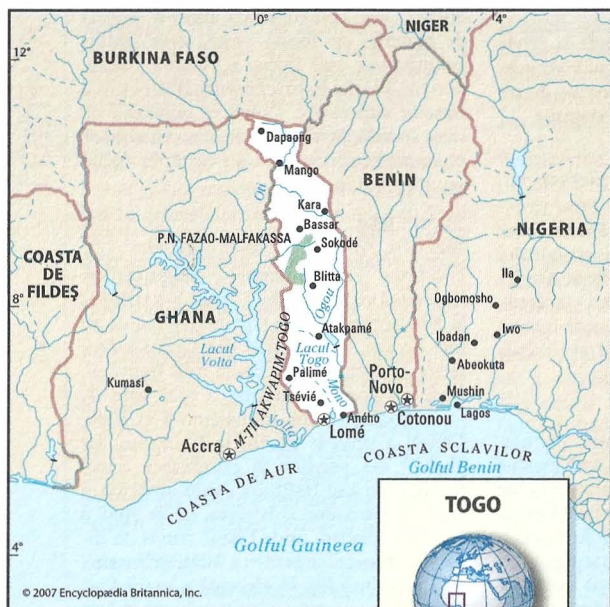 0°
4°
NIGER
12°
BURKINA FASO
Dapaong
Mango
BENIN
Oti
Kara
Bassar
P.N. FAZAO-MALFAKASSA
Sokodé
NIGERIA
COASTA
DE
FILDEŞ
Blitta
Ila
Ogou
Ogbomosho
8°
GHANA
Atakpamé
Ibadan
Iwo
Lacul
Volta
Lacul
Togo
Abeokuta
Palimé
Porto-
Novo
Kumasi
M-ȚII AKWAPIM-TOGO
Mono
Tsévié
Mushin
Aného
Lagos
Volta
Lomé
Cotonou
Accra
COASTA DE AUR
COASTA SCLAVILOR
Golful Benin
TOGO
Golful Guineea
4°
© 2007 Encyclopædia Britannica, Inc.